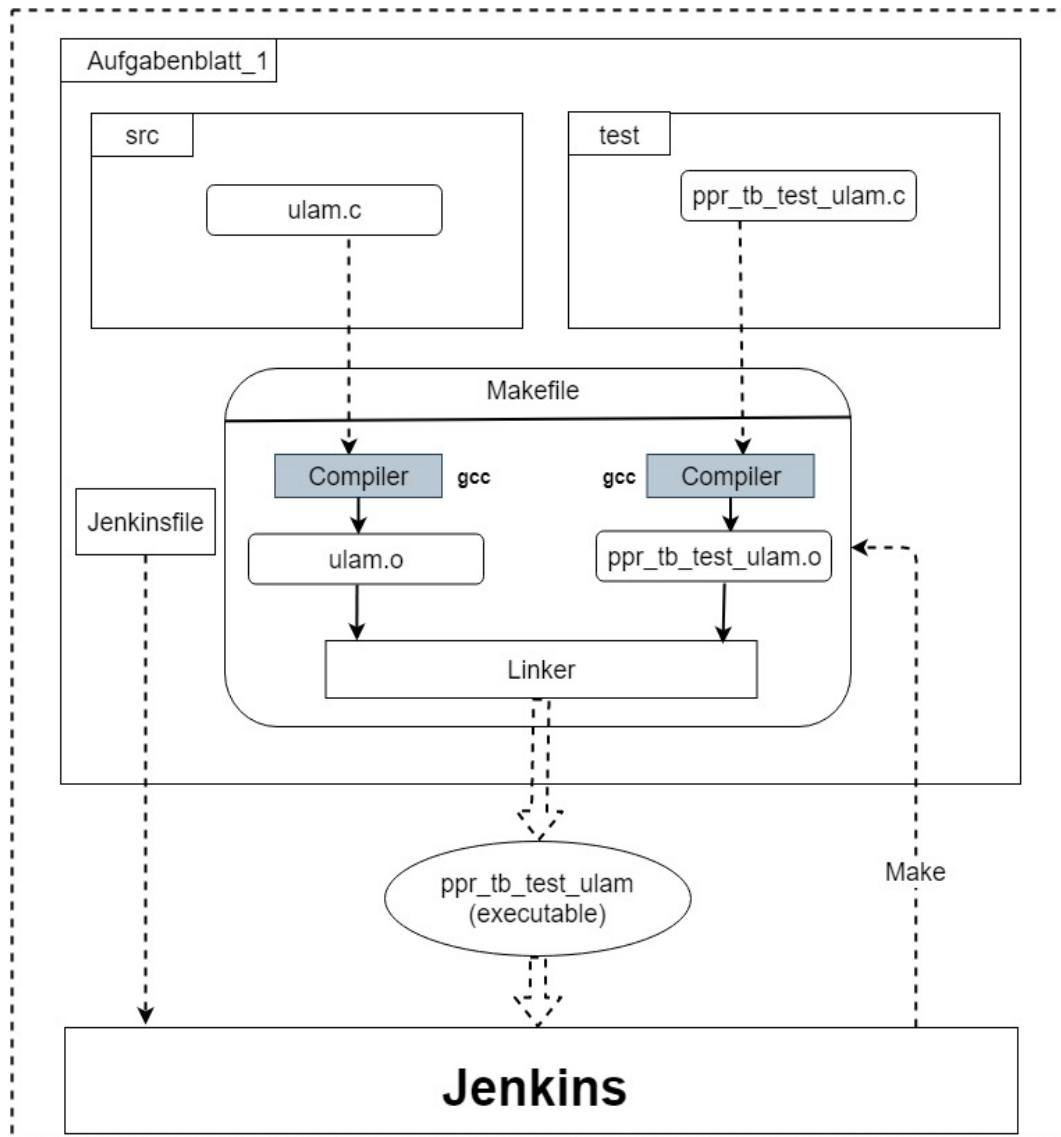 Aufgabenblatt_1
src
test
ulam.c
ppr_tb_test_ulam.c
Makefile
Compiler
gcc
gcc
Compiler
Jenkinsfile
ulam.o
ppr_tb_test_ulam.o
Linker
ppr_tb_test_ulam
(executable)
Make
Jenkins